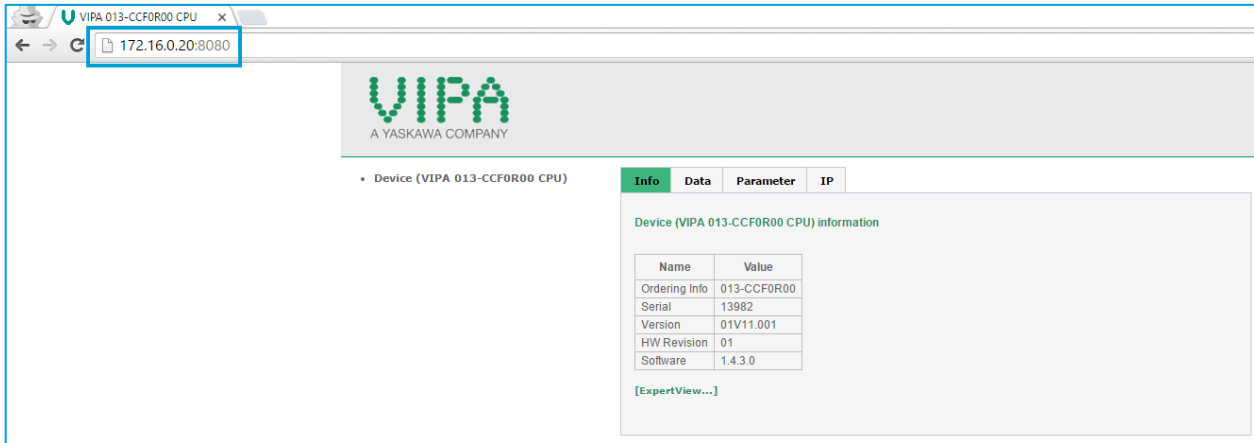 VIPA 013-CCF0R00 CPU
172.16.0.20:8080
VIPA
A YASKAWA COMPANY
• Device (VIPA 013-CCF0R00 CPU)
Info Data Parameter IP
Device (VIPA 013-CCF0R00 CPU) information
Name Value
Ordering Info 013-CCF0R00
Serial 13982
Version 01V11.001
HW Revision 01
Software 1.4.3.0
[ExpertView...]